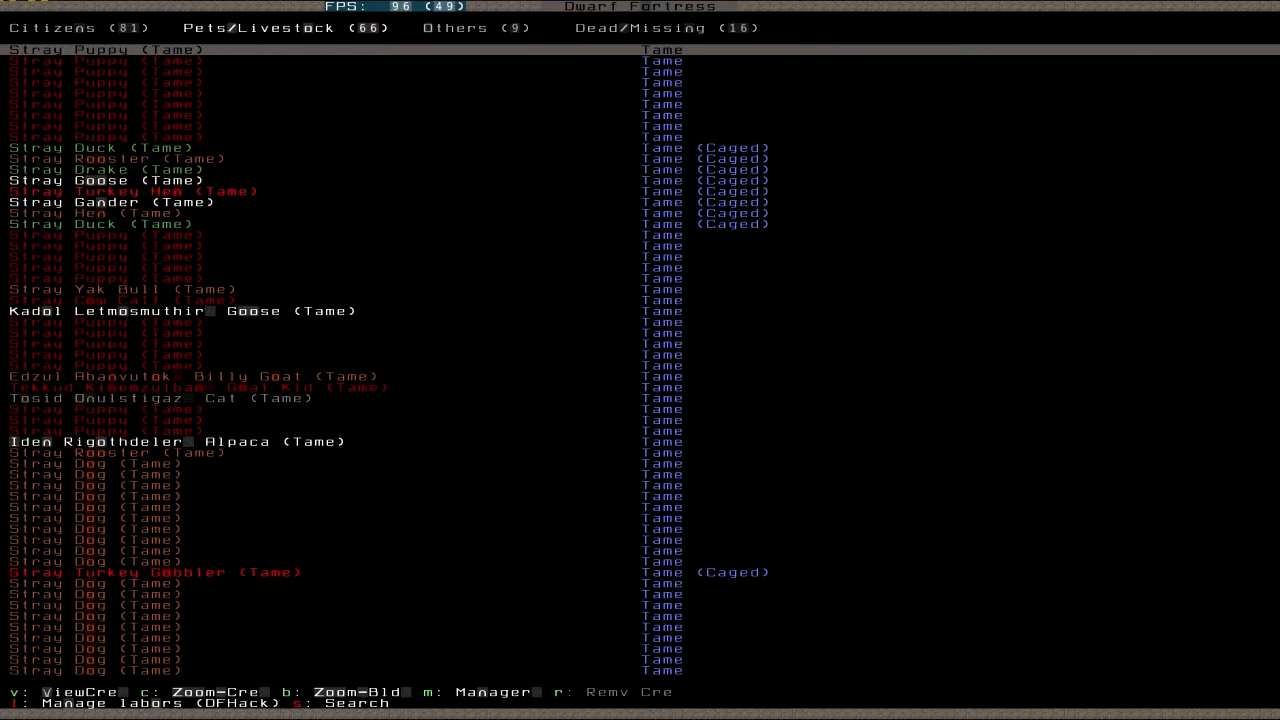 FPS: 96 (49) Dwarf Fortress
Citizens (81) Pets/Livestock (66) Others (9) Dead/Missing (16)
Stray Puppy (Tame) Tame
Stray Puppy (Tame) Tame
Stray Puppy (Tame) Tame
Stray Puppy (Tame) Tame
Stray Puppy (Tame) Tame
Stray Puppy (Tame) Tame
Stray Puppy (Tame) Tame
Stray Puppy (Tame) Tame
Stray Puppy (Tame) Tame
Stray Duck (Tame) Tame (Caged)
Stray Rooster (Tame) Tame (Caged)
Stray Drake (Tame) Tame (Caged)
Stray Goose (Tame) Tame (Caged)
Stray Turkey Hen (Tame) Tame (Caged)
Stray Gander (Tame) Tame (Caged)
Stray Hen (Tame) Tame (Caged)
Stray Duck (Tame) Tame (Caged)
Stray Puppy (Tame) Tame
Stray Puppy (Tame) Tame
Stray Puppy (Tame) Tame
Stray Puppy (Tame) Tame
Stray Puppy (Tame) Tame
Stray Yak Bull (Tame) Tame
Stray Cow Calf (Tame) Tame
Kadol Letmosmuthir Goose (Tame) Tame
Stray Puppy (Tame) Tame
Stray Puppy (Tame) Tame
Stray Puppy (Tame) Tame
Stray Puppy (Tame) Tame
Stray Puppy (Tame) Tame
Edzul Abanvutok Billy Goat (Tame) Tame
Tekkud Goat Kid (Tame) Tame
Tosid Onulstigaz Cat (Tame) Tame
Stray Puppy (Tame) Tame
Stray Puppy (Tame) Tame
Stray Puppy (Tame) Tame
Iden Rigothdeler Alpaca (Tame) Tame
Stray Rooster (Tame) Tame
Stray Dog (Tame) Tame
Stray Dog (Tame) Tame
Stray Dog (Tame) Tame
Stray Dog (Tame) Tame
Stray Dog (Tame) Tame
Stray Dog (Tame) Tame
Stray Dog (Tame) Tame
Stray Dog (Tame) Tame
Stray Dog (Tame) Tame
Stray Dog (Tame) Tame
Stray Turkey Gobbler (Tame) Tame (Caged)
Stray Dog (Tame) Tame
Stray Dog (Tame) Tame
Stray Dog (Tame) Tame
Stray Dog (Tame) Tame
Stray Dog (Tame) Tame
Stray Dog (Tame) Tame
Stray Dog (Tame) Tame
Stray Dog (Tame) Tame
Stray Dog (Tame) Tame
v: ViewCre c: Zoom-Cre b: Zoom-Bld m: Manager r: Remv Cre
l: Manage labors (DFHack) s: Search